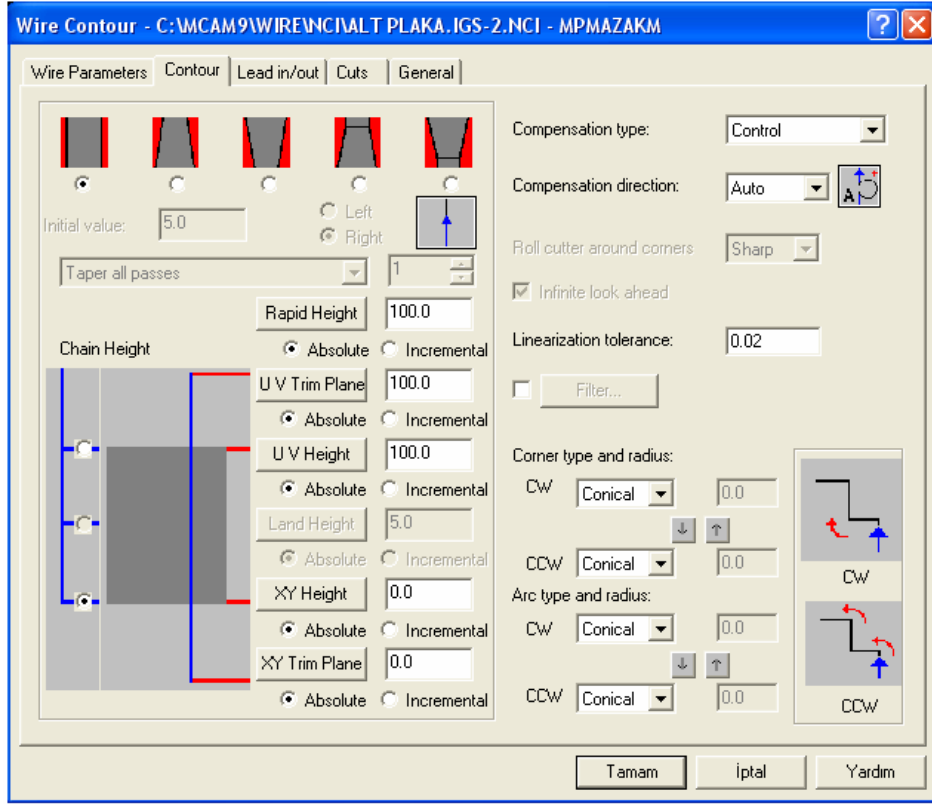 Wire Contour - C:\MCAM9\WIRE\NCI\ALT PLAKA.IGS-2.NCI - MPMAZAKM
Wire Parameters Contour Lead in/out Cuts General
Initial value: 5.0 Left
Right
Taper all passes 1
Rapid Height 100.0
Chain Height Absolute Incremental
U V Trim Plane 100.0
Absolute Incremental
U V Height 100.0
Absolute Incremental
Land Height 5.0
Absolute Incremental
XY Height 0.0
Absolute Incremental
XY Trim Plane 0.0
Absolute Incremental
Compensation type: Control
Compensation direction: Auto A
Roll cutter around corners Sharp
Infinite look ahead
Linearization tolerance: 0.02
Filter...
Corner type and radius:
CW Conical 0.0
CCW Conical 0.0
Arc type and radius:
CW Conical 0.0
CCW Conical 0.0
CW
CCW
Tamam İptal Yardım